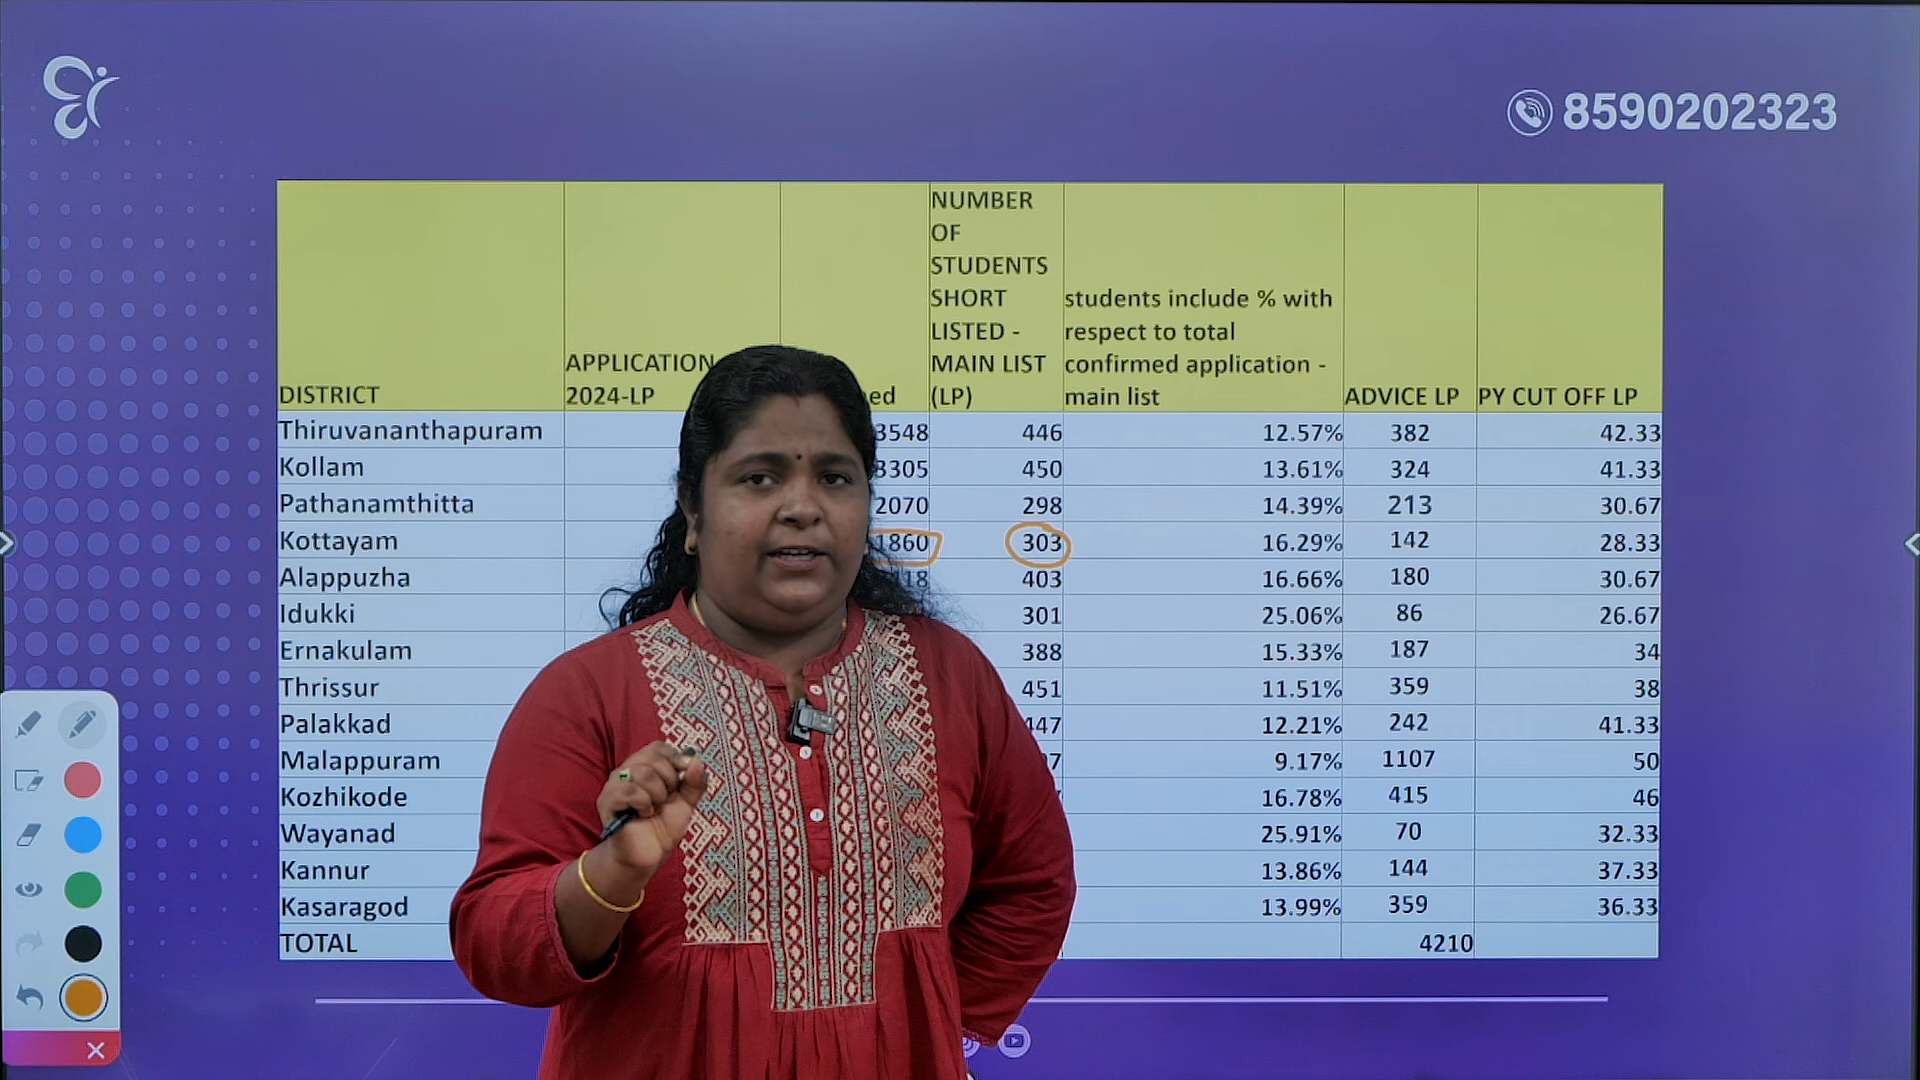 8590202323
DISTRICT
APPLICATION
2024-LP
NUMBER
OF
STUDENTS
SHORT
LISTED -
MAIN LIST
(LP)
students include % with
respect to total
confirmed application -
main list
ADVICE LP
PY CUT OFF LP
Thiruvananthapuram 3548 446 12.57% 382 42.33
Kollam 3305 450 13.61% 324 41.33
Pathanamthitta 2070 298 14.39% 213 30.67
Kottayam 1860 303 16.29% 142 28.33
Alappuzha 403 16.66% 180 30.67
Idukki 301 25.06% 86 26.67
Ernakulam 388 15.33% 187 34
Thrissur 451 11.51% 359 38
Palakkad 447 12.21% 242 41.33
Malappuram 9.17% 1107 50
Kozhikode 16.78% 415 46
Wayanad 25.91% 70 32.33
Kannur 13.86% 144 37.33
Kasaragod 13.99% 359 36.33
TOTAL 4210